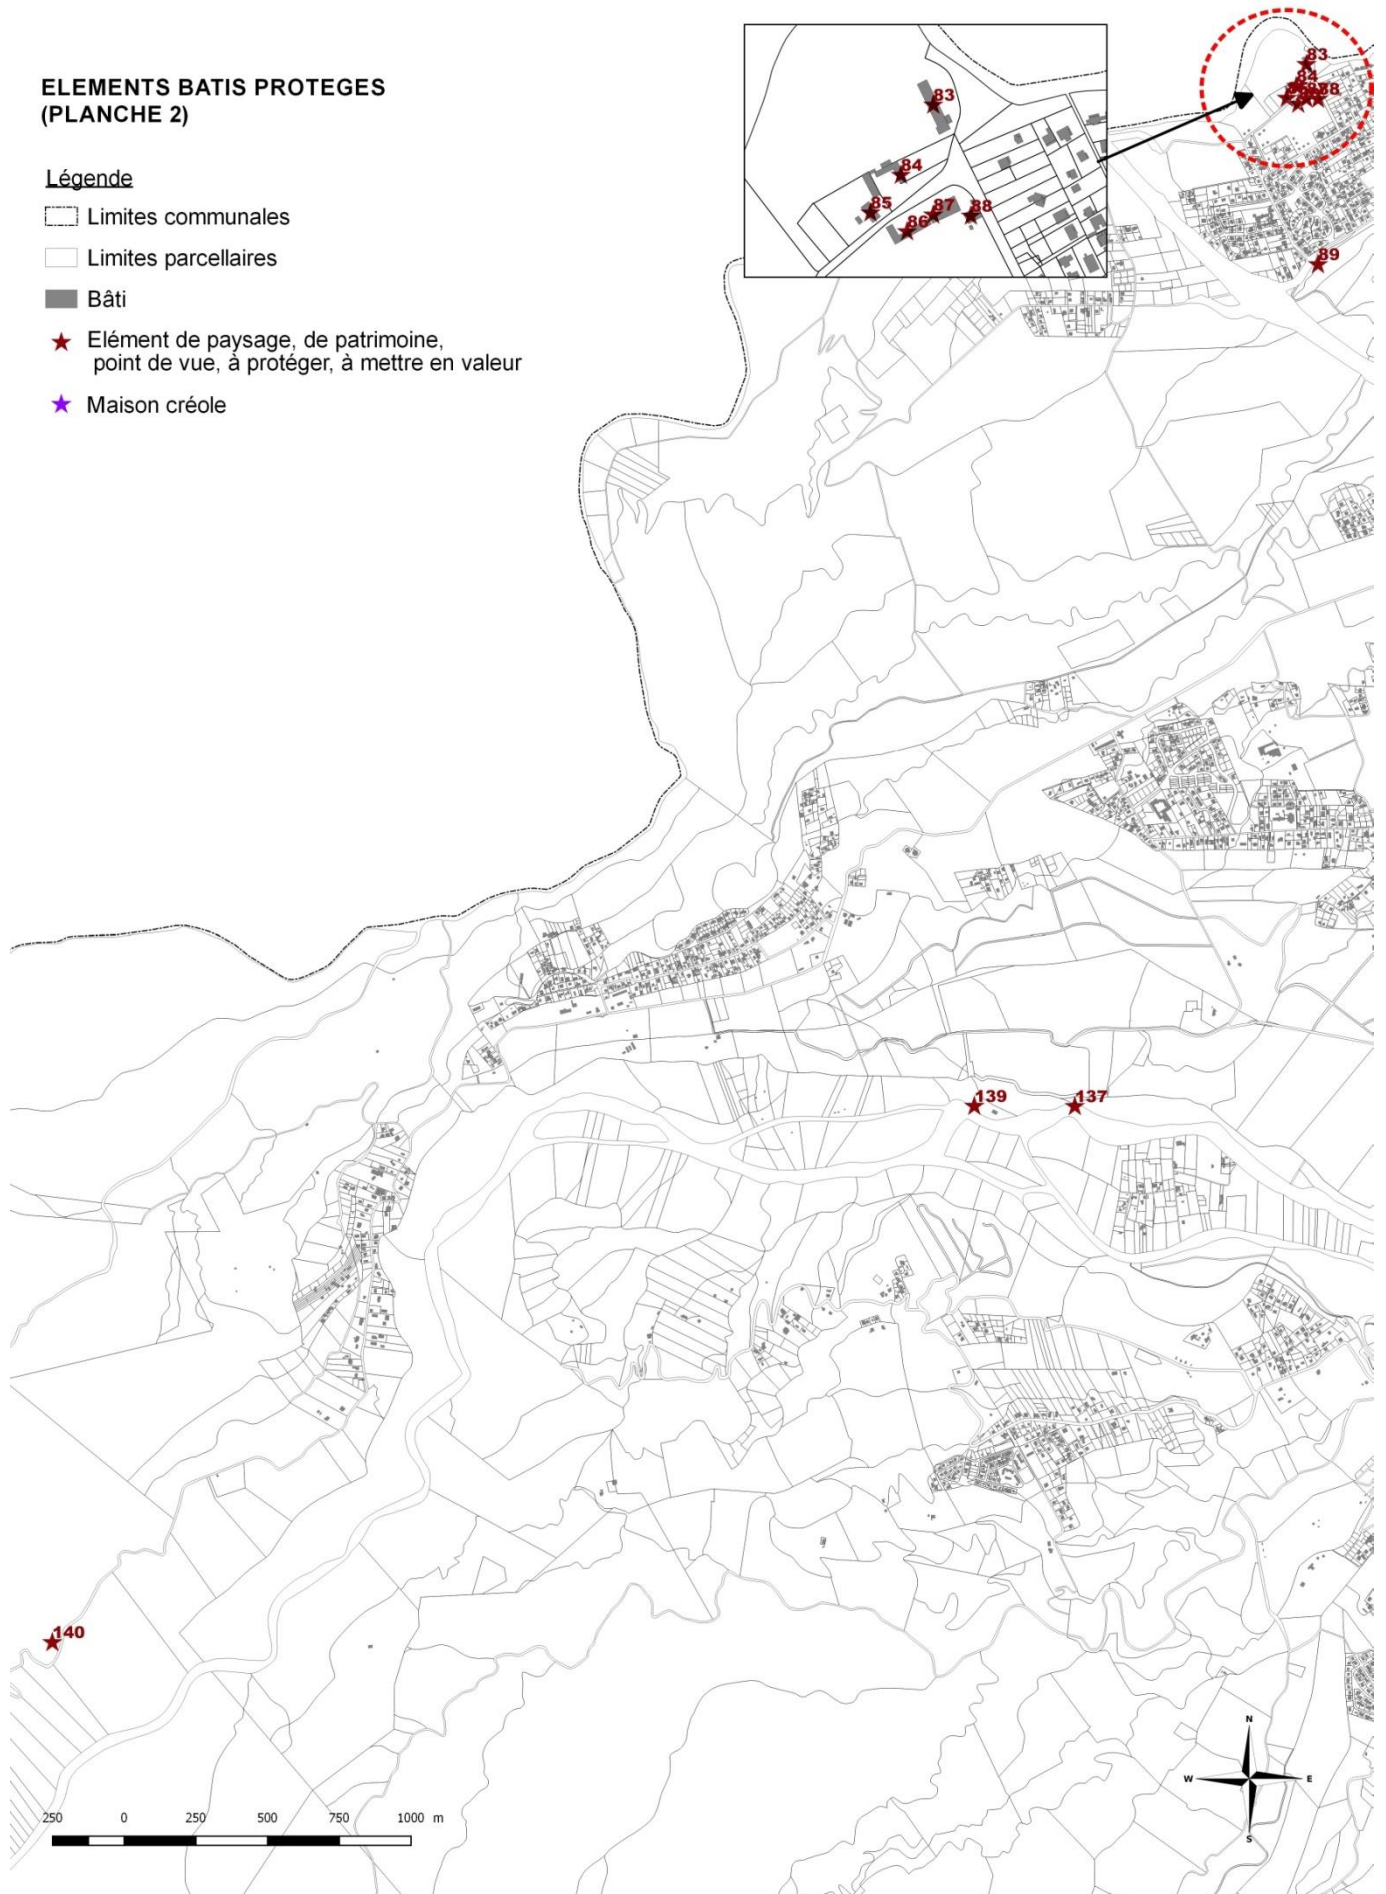 ELEMENTS BATIS PROTEGES
(PLANCHE 2)
Légende
Limites communales
Limites parcellaires
Bâti
Elément de paysage, de patrimoine,
point de vue, à protéger, à mettre en valeur
Maison créole
83
84
85
86
87
88
83
84
88
89
139
137
140
N
W
E
S
250 0 250 500 750 1000 m